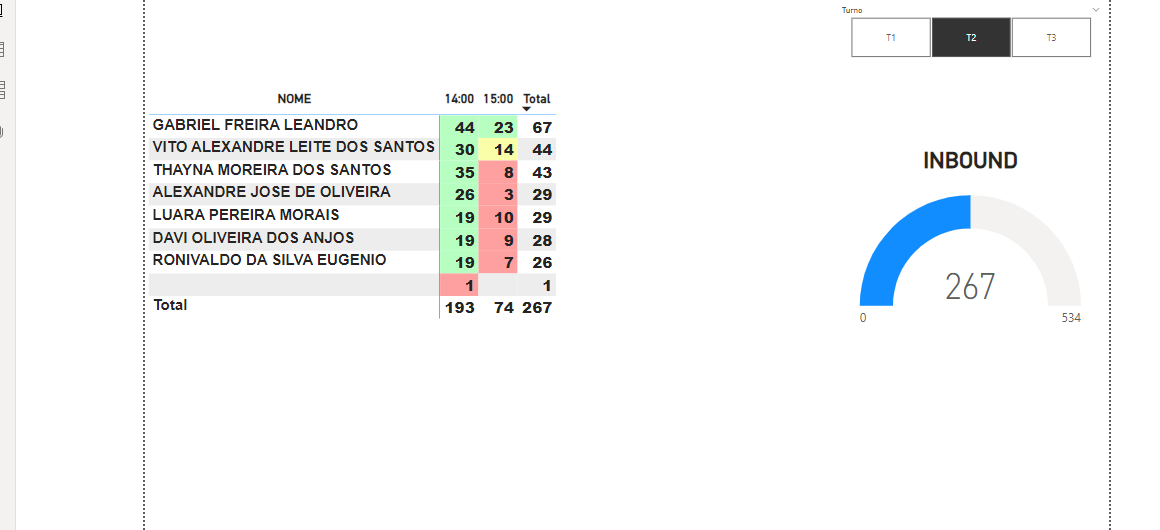 Turno
T1 T2 T3
NOME 14:00 15:00 Total
GABRIEL FREIRA LEANDRO 44 23 67
VITO ALEXANDRE LEITE DOS SANTOS 30 14 44
THAYNA MOREIRA DOS SANTOS 35 8 43
ALEXANDRE JOSE DE OLIVEIRA 26 3 29
LUARA PEREIRA MORAIS 19 10 29
DAVI OLIVEIRA DOS ANJOS 19 9 28
RONIVALDO DA SILVA EUGENIO 19 7 26
1 1
Total 193 74 267
INBOUND
267
0 534